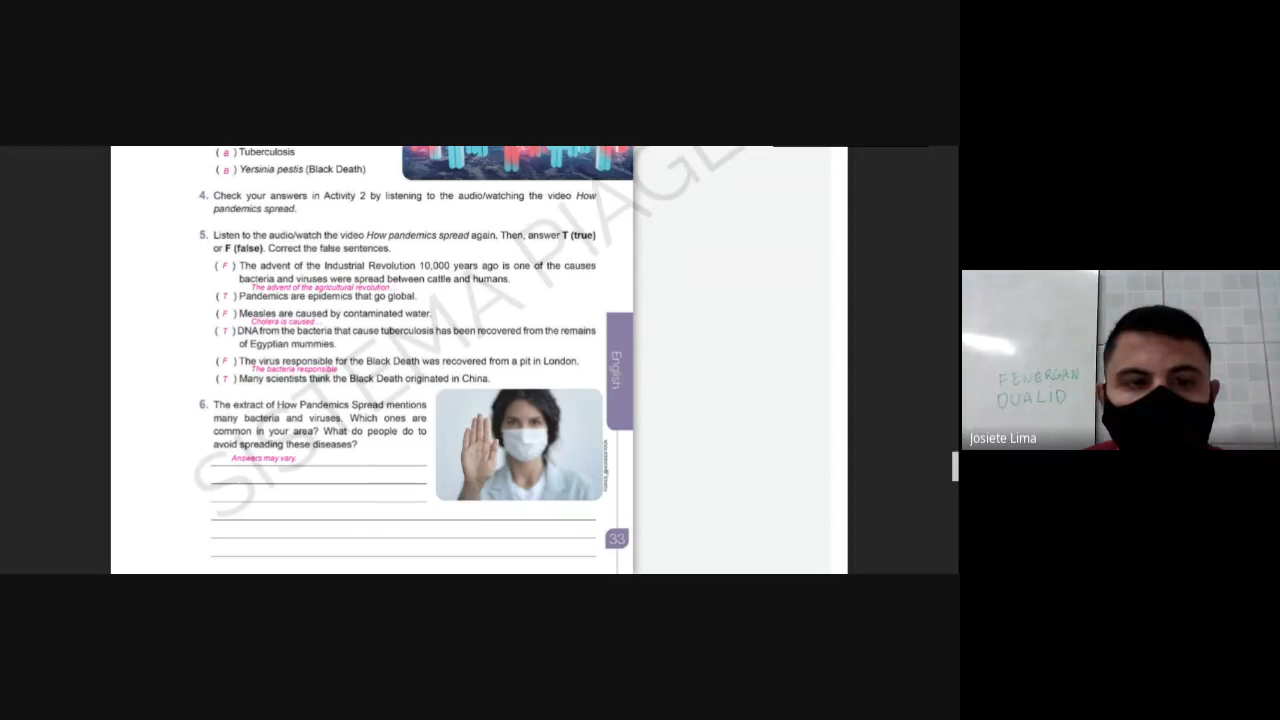 ( B ) Tuberculosis
( B ) Yersinia pestis (Black Death)
4. Check your answers in Activity 2 by listening to the audio/watching the video How
pandemics spread.
5. Listen to the audio/watch the video How pandemics spread again. Then, answer T (true)
or F (false). Correct the false sentences.
( F ) The advent of the Industrial Revolution 10,000 years ago is one of the causes
bacteria and viruses were spread between cattle and humans.
The advent of the agricultural revolution...
( T ) Pandemics are epidemics that go global.
( F ) Measles are caused by contaminated water.
Cholera is caused...
( T ) DNA from the bacteria that cause tuberculosis has been recovered from the remains
of Egyptian mummies.
( F ) The virus responsible for the Black Death was recovered from a pit in London.
The bacteria responsible
( T ) Many scientists think the Black Death originated in China.
6. The extract of How Pandemics Spread mentions
many bacteria and viruses. Which ones are
common in your area? What do people do to
avoid spreading these diseases?
Answers may vary.
English
33
SISTEMA PIAGE
FENERGAN
DUALID
Josiete Lima